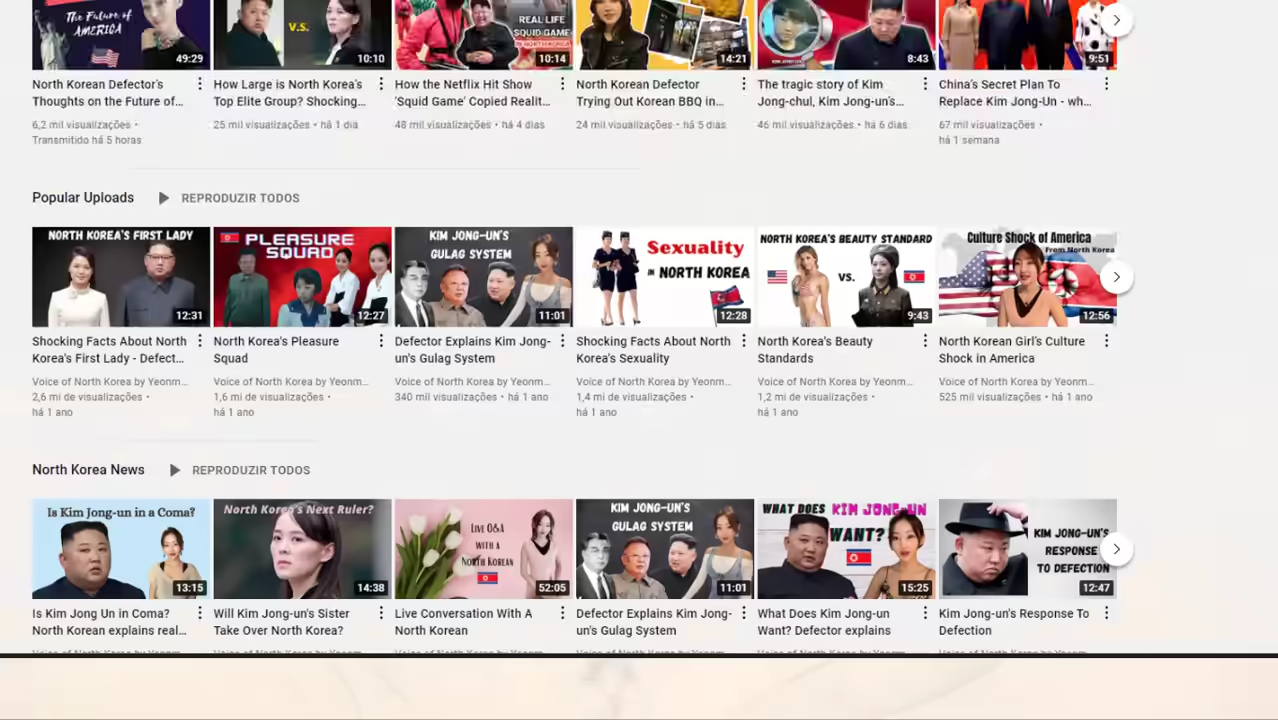 The Future of
AMERICA
V.S.
REAL LIFE
SQUID GAME
IN NORTH KOREA
49:29
10:10
10:14
14:21
8:43
9:51
North Korean Defector's
Thoughts on the Future of...
6,2 mil visualizações •
Transmitido há 5 horas
How Large is North Korea's
Top Elite Group? Shocking...
25 mil visualizações • há 1 dia
How the Netflix Hit Show
'Squid Game' Copied Realit...
48 mil visualizações • há 4 dias
North Korean Defector
Trying Out Korean BBQ in...
24 mil visualizações • há 5 dias
The tragic story of Kim
Jong-chul, Kim Jong-un's...
46 mil visualizações • há 6 dias
China's Secret Plan To
Replace Kim Jong-Un - wh...
67 mil visualizações •
há 1 semana
Popular Uploads
REPRODUZIR TODOS
NORTH KOREA'S FIRST LADY
12:31
Shocking Facts About North
Korea's First Lady - Defect...
Voice of North Korea by Yeonm...
2,6 mi de visualizações •
há 1 ano
PLEASURE
SQUAD
12:27
North Korea's Pleasure
Squad
Voice of North Korea by Yeonm...
1,6 mi de visualizações •
há 1 ano
KIM JONG-UN'S
GULAG SYSTEM
11:01
Defector Explains Kim Jong-
un's Gulag System
Voice of North Korea by Yeonm...
340 mil visualizações • há 1 ano
Sexuality
IN NORTH KOREA
12:28
Shocking Facts About North
Korea's Sexuality
Voice of North Korea by Yeonm...
1,4 mi de visualizações •
há 1 ano
NORTH KOREA'S BEAUTY STANDARD
VS.
9:43
North Korea's Beauty
Standards
Voice of North Korea by Yeonm...
1,2 mi de visualizações •
há 1 ano
Culture Shock of America
From North Korea
12:56
North Korean Girl's Culture
Shock in America
Voice of North Korea by Yeonm...
525 mil visualizações • há 1 ano
North Korea News
REPRODUZIR TODOS
Is Kim Jong-un in a Coma?
13:15
Is Kim Jong Un in Coma?
North Korean explains real...
North Korea's Next Ruler?
14:38
Will Kim Jong-un's Sister
Take Over North Korea?
LIVE Q&A
WITH A
NORTH KOREAN
52:05
Live Conversation With A
North Korean
KIM JONG-UN'S
GULAG SYSTEM
11:01
Defector Explains Kim Jong-
un's Gulag System
WHAT DOES KIM JONG-UN
WANT?
15:25
What Does Kim Jong-un
Want? Defector explains
KIM JONG-UN'S
RESPONSE
TO DEFECTION
12:47
Kim Jong-un's Response To
Defection